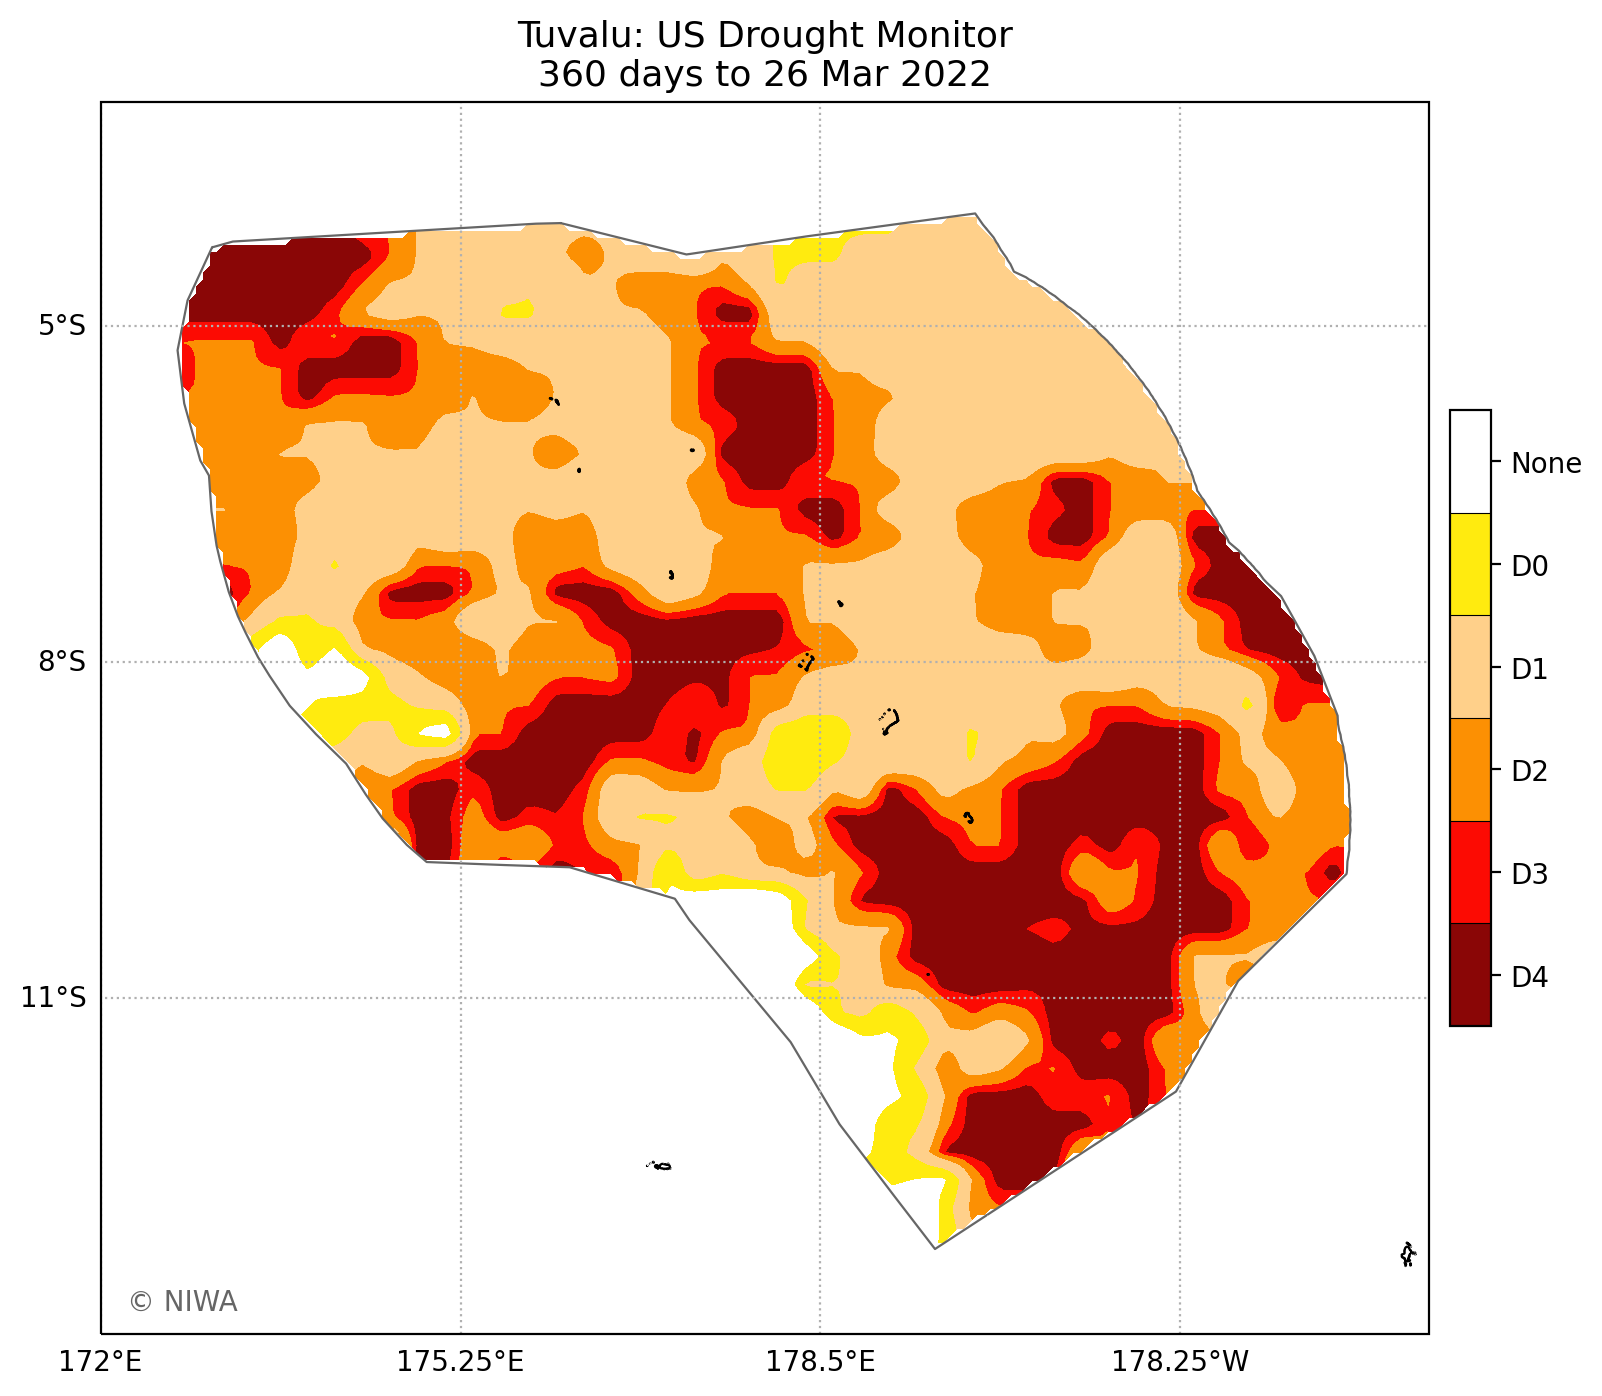 Tuvalu: US Drought Monitor
360 days to 26 Mar 2022
5°S
8°S
11°S
172°E
175.25°E
178.5°E
178.25°W
None
D0
D1
D2
D3
D4
© NIWA